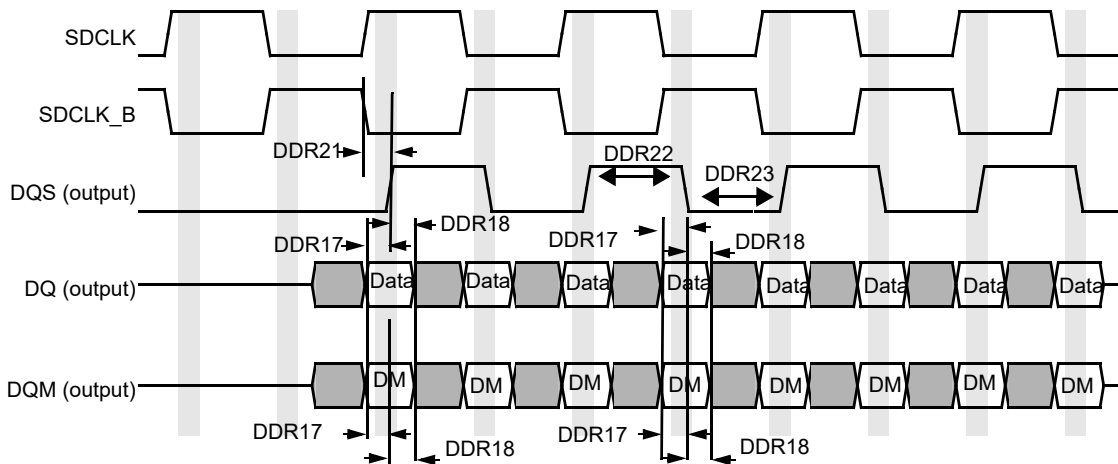 SDCLK
SDCLK_B
DDR21
DDR22
DDR23
DQS (output)
DDR17
DDR18
DDR17
DDR18
DQ (output)
Data Data Data Data Data Data Data Data
DQM (output)
DM DM DM DM DM DM DM DM
DDR17
DDR18
DDR17
DDR18